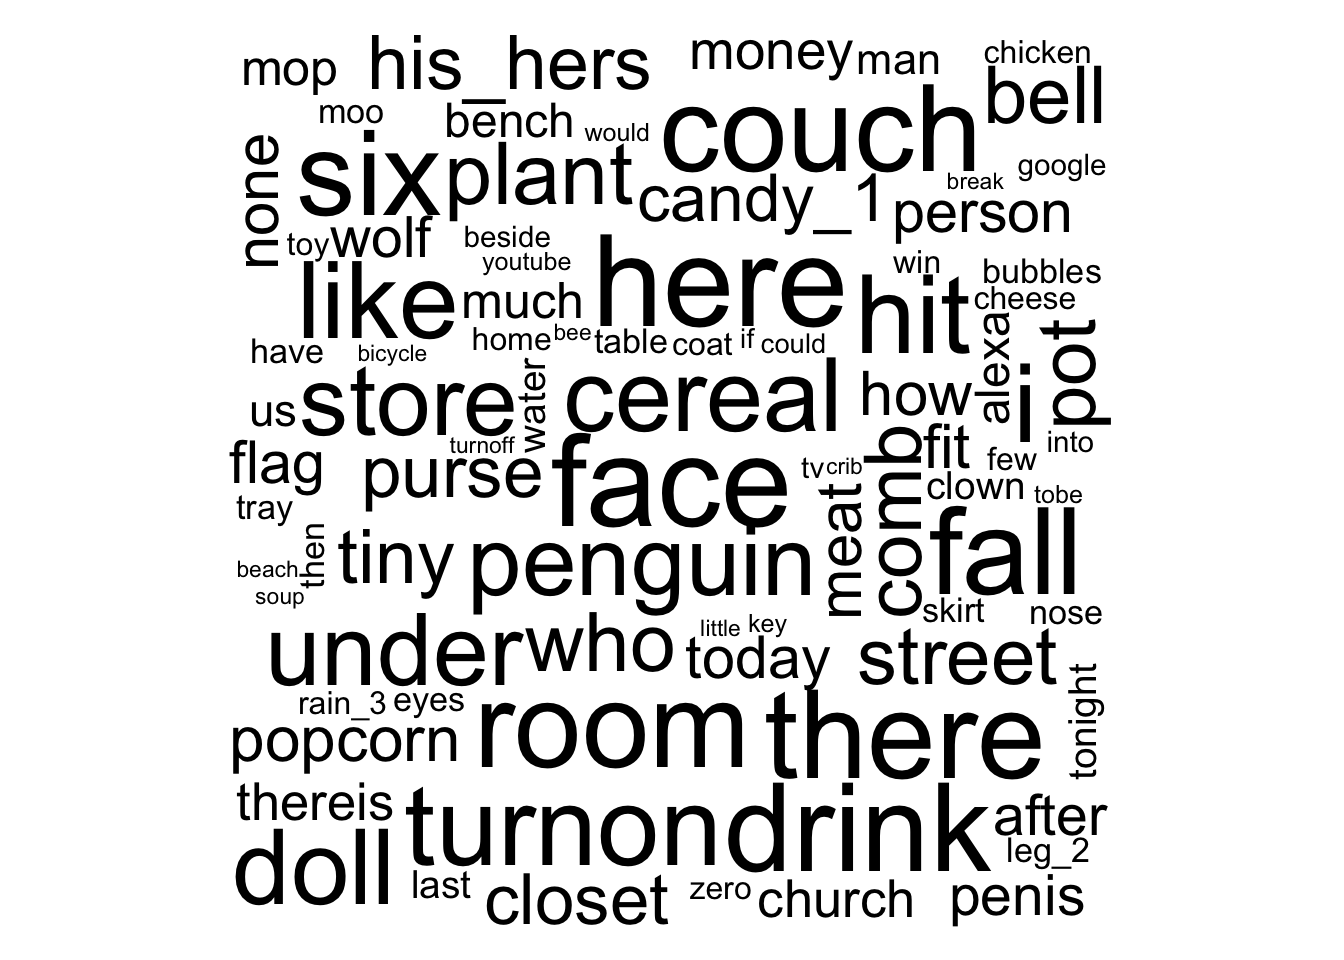 mop his_hers money man chicken
moo bench would couch bell
none six plant candy_1 break google
toy wolf beside person
youtube here win bubbles
like much hit cheese
home bee table coat if could alexa pot
have bicycle
us store water cereal how i
flag turnoff fit few into
purse face tv crib comb clown tobe
tray meat
then tiny penguin fall
beach
soup skirt nose
under who little key
today street
rain_3 eyes room there tonight
popcorn
thereis turnon drink after
doll last closet zero church leg_2 penis